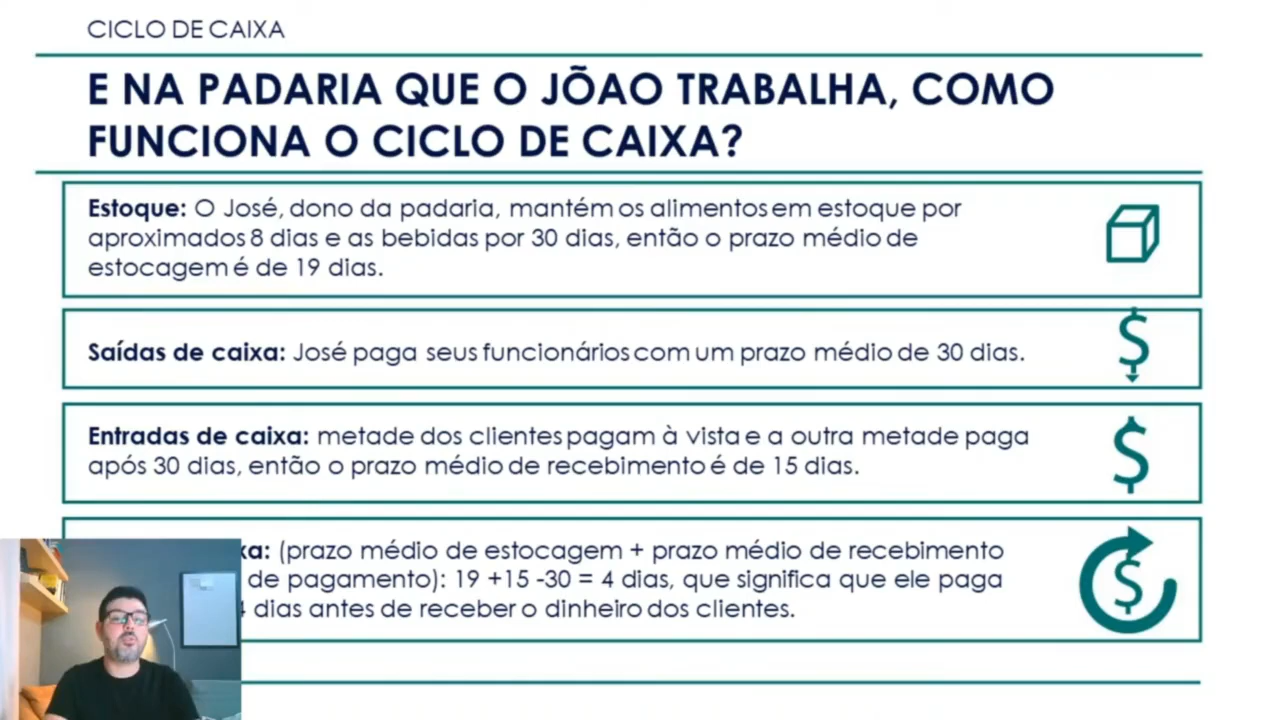 CICLO DE CAIXA
E NA PADARIA QUE O JÕAO TRABALHA, COMO
FUNCIONA O CICLO DE CAIXA?
Estoque: O José, dono da padaria, mantém os alimentos em estoque por
aproximados 8 dias e as bebidas por 30 dias, então o prazo médio de
estocagem é de 19 dias.
Saídas de caixa: José paga seus funcionários com um prazo médio de 30 dias.
Entradas de caixa: metade dos clientes pagam à vista e a outra metade paga
após 30 dias, então o prazo médio de recebimento é de 15 dias.
(prazo médio de estocagem + prazo médio de recebimento
de pagamento): 19 +15 -30 = 4 dias, que significa que ele paga
dias antes de receber o dinheiro dos clientes.